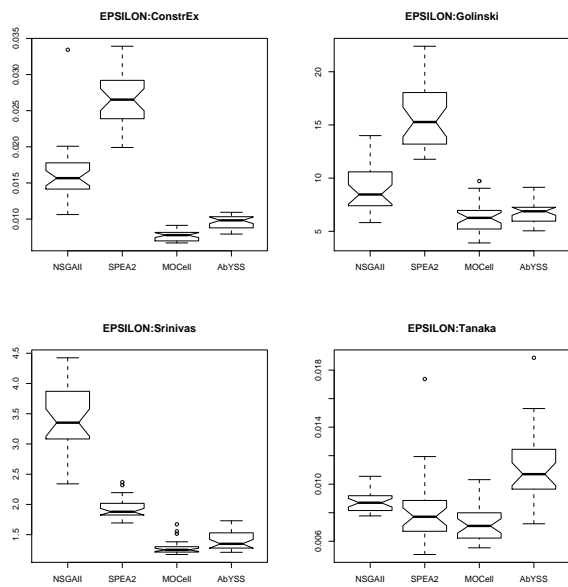 EPSILON:ConstrEx
0.035
0.030
0.025
0.020
0.015
0.010
NSGAII SPEA2 MOCell AbYSS
EPSILON:Golinski
20
15
10
5
NSGAII SPEA2 MOCell AbYSS
EPSILON:Srinivas
4.5
4.0
3.5
3.0
2.5
2.0
1.5
NSGAII SPEA2 MOCell AbYSS
EPSILON:Tanaka
0.018
0.014
0.010
0.006
NSGAII SPEA2 MOCell AbYSS